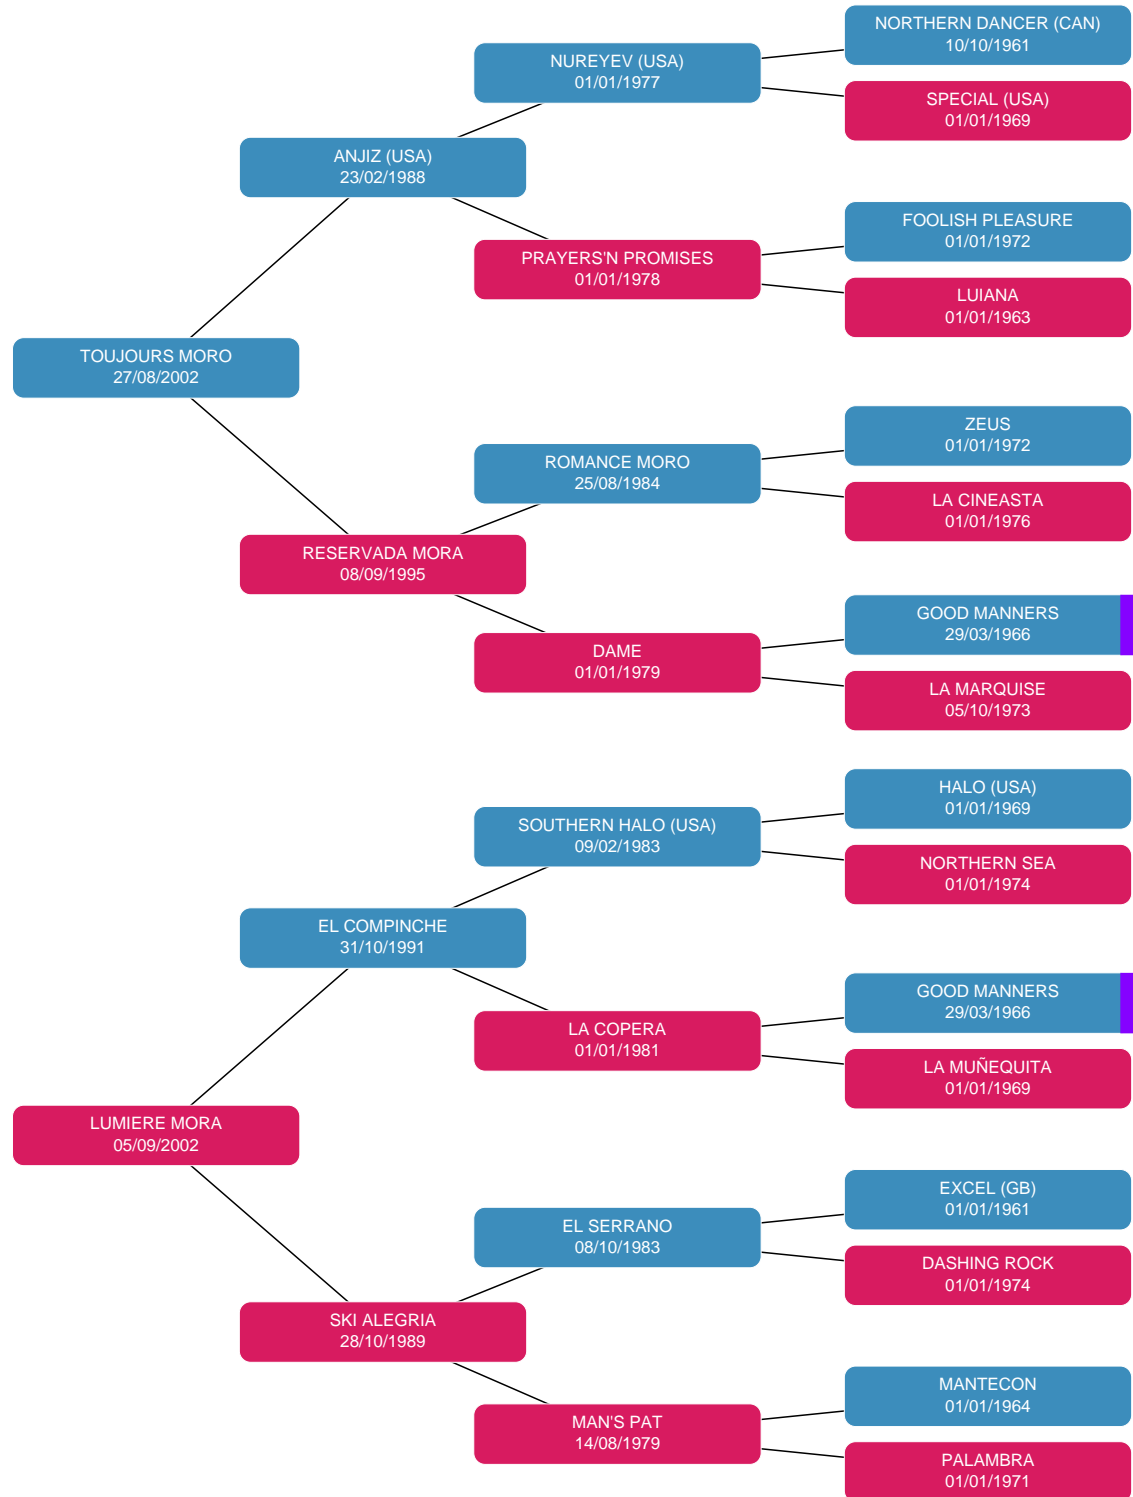 NORTHERN DANCER (CAN)
10/10/1961
NUREYEV (USA)
01/01/1977
SPECIAL (USA)
01/01/1969
ANJIZ (USA)
23/02/1988
FOOLISH PLEASURE
01/01/1972
PRAYERS'N PROMISES
01/01/1978
LUIANA
01/01/1963
TOUJOURS MORO
27/08/2002
ZEUS
01/01/1972
ROMANCE MORO
25/08/1984
LA CINEASTA
01/01/1976
RESERVADA MORA
08/09/1995
GOOD MANNERS
29/03/1966
DAME
01/01/1979
LA MARQUISE
05/10/1973
HALO (USA)
01/01/1969
SOUTHERN HALO (USA)
09/02/1983
NORTHERN SEA
01/01/1974
EL COMPINCHE
31/10/1991
GOOD MANNERS
29/03/1966
LA COPERA
01/01/1981
LA MUÑEQUITA
01/01/1969
LUMIERE MORA
05/09/2002
EXCEL (GB)
01/01/1961
EL SERRANO
08/10/1983
DASHING ROCK
01/01/1974
SKI ALEGRIA
28/10/1989
MANTECON
01/01/1964
MAN'S PAT
14/08/1979
PALAMBRA
01/01/1971